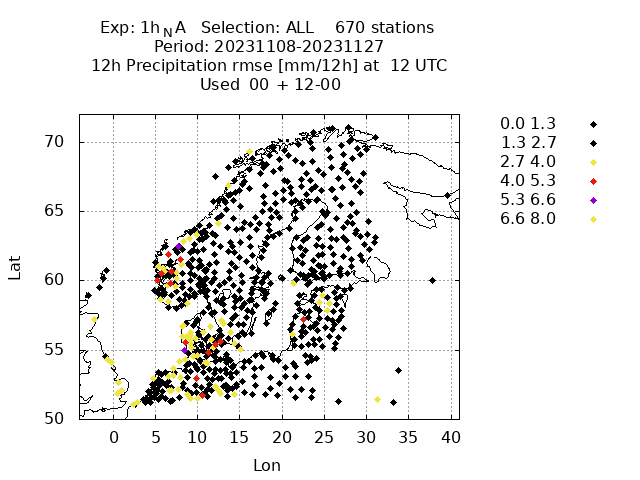 Exp: 1h_N A Selection: ALL 670 stations
Period: 20231108-20231127
12h Precipitation rmse [mm/12h] at 12 UTC
Used 00 + 12-00
0.0 1.3
1.3 2.7
2.7 4.0
4.0 5.3
5.3 6.6
6.6 8.0
70
65
60
55
50
Lat
0 5 10 15 20 25 30 35 40
Lon